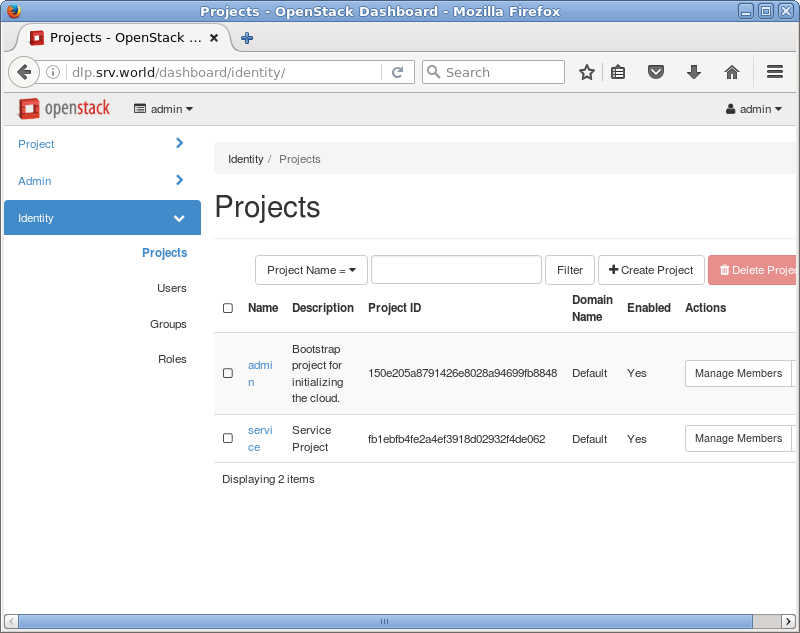 Projects - OpenStack Dashboard - Mozilla Firefox
Projects - OpenStack ...
dlp.srv.world/dashboard/identity/
Search
openstack
admin
admin
Project
Admin
Identity
Projects
Users
Groups
Roles
Identity / Projects
Projects
Project Name =
Filter
Create Project
Delete Projec
Name Description Project ID Domain Name Enabled Actions
admin Bootstrap project for initializing the cloud. 150e205a8791426e8028a94699fb8848 Default Yes Manage Members
service Service Project fb1ebfb4fe2a4ef3918d02932f4de062 Default Yes Manage Members
Displaying 2 items